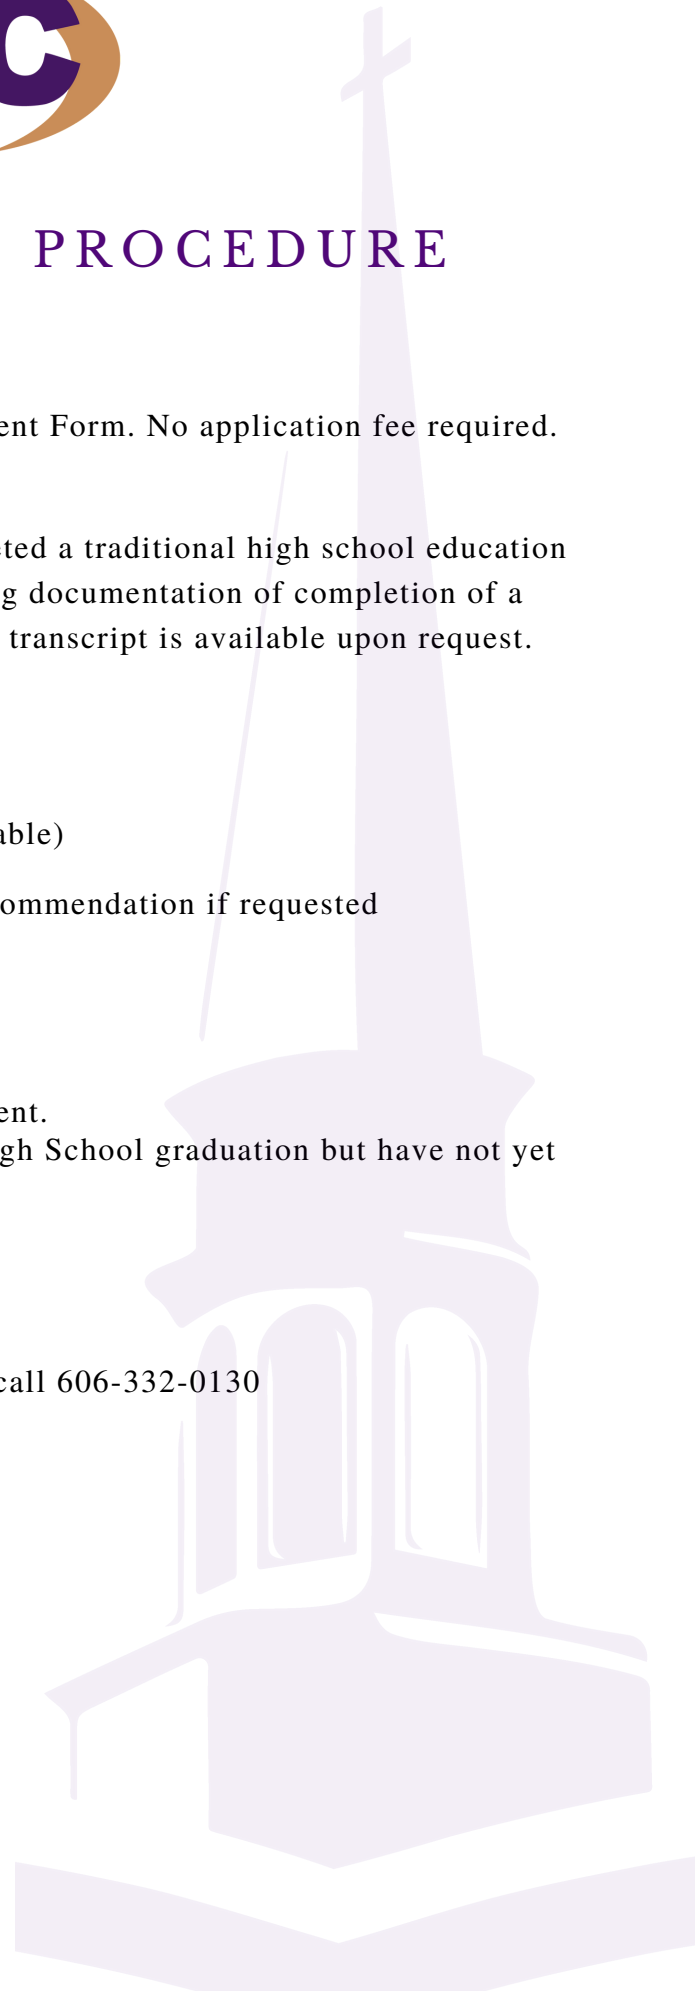 C
PROCEDURE
ent Form. No application fee required.
eted a traditional high school education
g documentation of completion of a
transcript is available upon request.
able)
ommendation if requested
ent.
gh School graduation but have not yet
call 606-332-0130